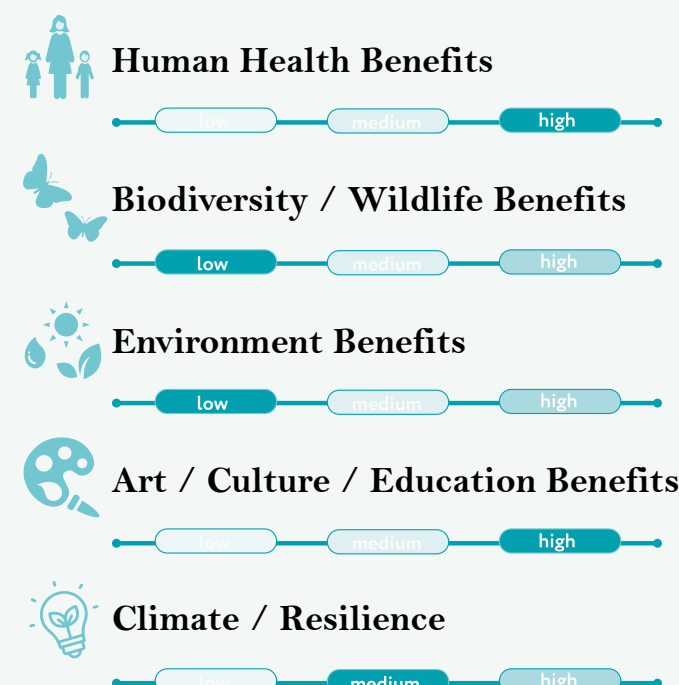 Human Health Benefits
low medium high
Biodiversity / Wildlife Benefits
low medium high
Environment Benefits
low medium high
Art / Culture / Education Benefits
low medium high
Climate / Resilience
low medium high